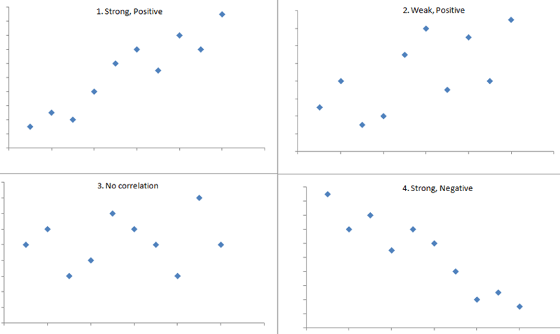 1. Strong, Positive
2. Weak, Positive
3. No correlation
4. Strong, Negative